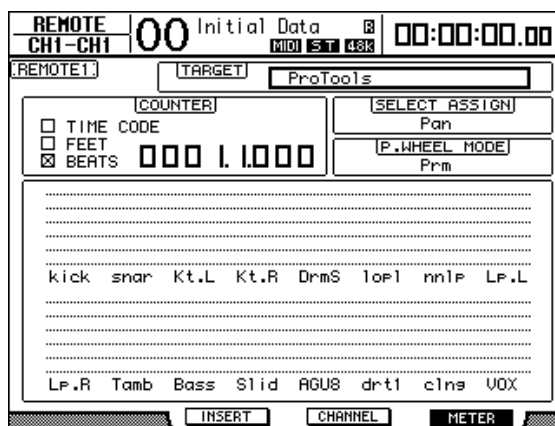 REMOTE
CH1-CH1
00
Initial Data
R
MIDI ST 48K
00:00:00.00
REMOTE1
TARGET
ProTools
COUNTER
TIME CODE
FEET
BEATS
0001.1.000
SELECT ASSIGN
Pan
P.WHEEL MODE
Prm
kick snar Kt.L Kt.R DrmS lop1 nnlp Lp.L
Lp.R Tamb Bass Slid AGU8 drt1 clng VOX
INSERT CHANNEL METER